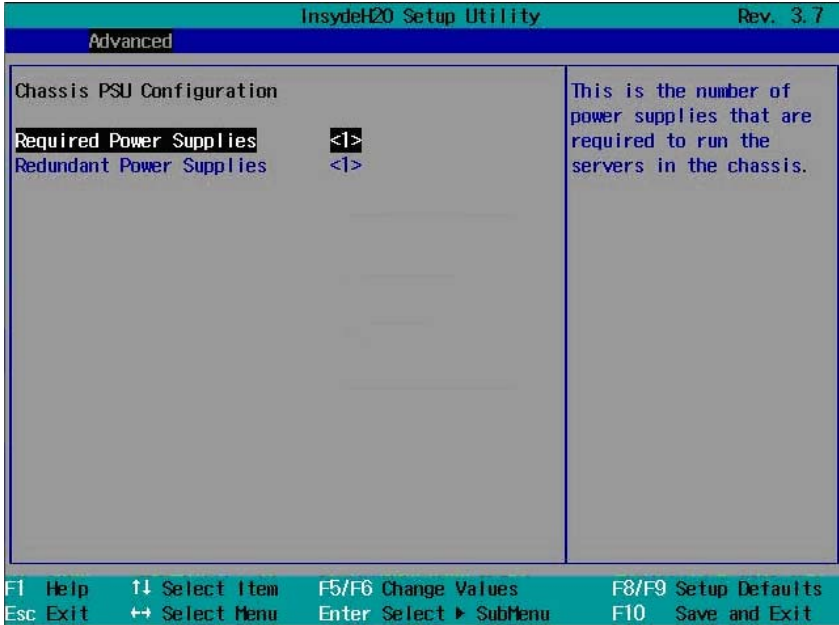 InsydeH2O Setup Utility Rev. 3.7
Advanced
Chassis PSU Configuration
Required Power Supplies <1>
Redundant Power Supplies <1>
This is the number of
power supplies that are
required to run the
servers in the chassis.
F1 Help ↑↓ Select Item F5/F6 Change Values F8/F9 Setup Defaults
Esc Exit ↔ Select Menu Enter Select ▶ SubMenu F10 Save and Exit